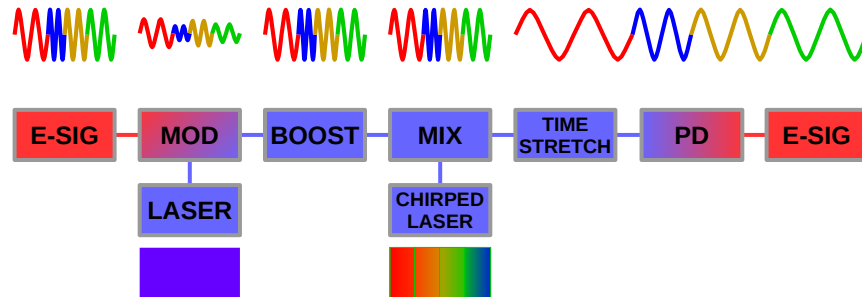 E-SIG
MOD
BOOST
MIX
TIME
STRETCH
PD
E-SIG
LASER
CHIRPED
LASER